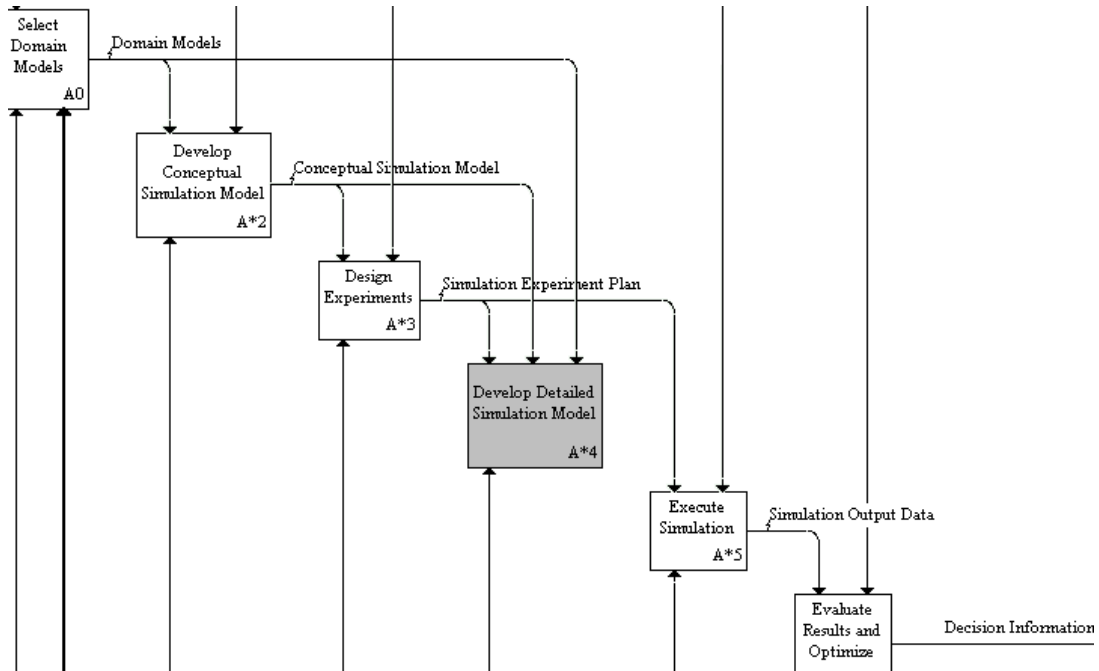 Select
Domain
Models
A0
Domain Models
Develop
Conceptual
Simulation Model
A*2
Conceptual Simulation Model
Design
Experiments
A*3
Simulation Experiment Plan
Develop Detailed
Simulation Model
A*4
Execute
Simulation
A*5
Simulation Output Data
Evaluate
Results and
Optimize
Decision Information